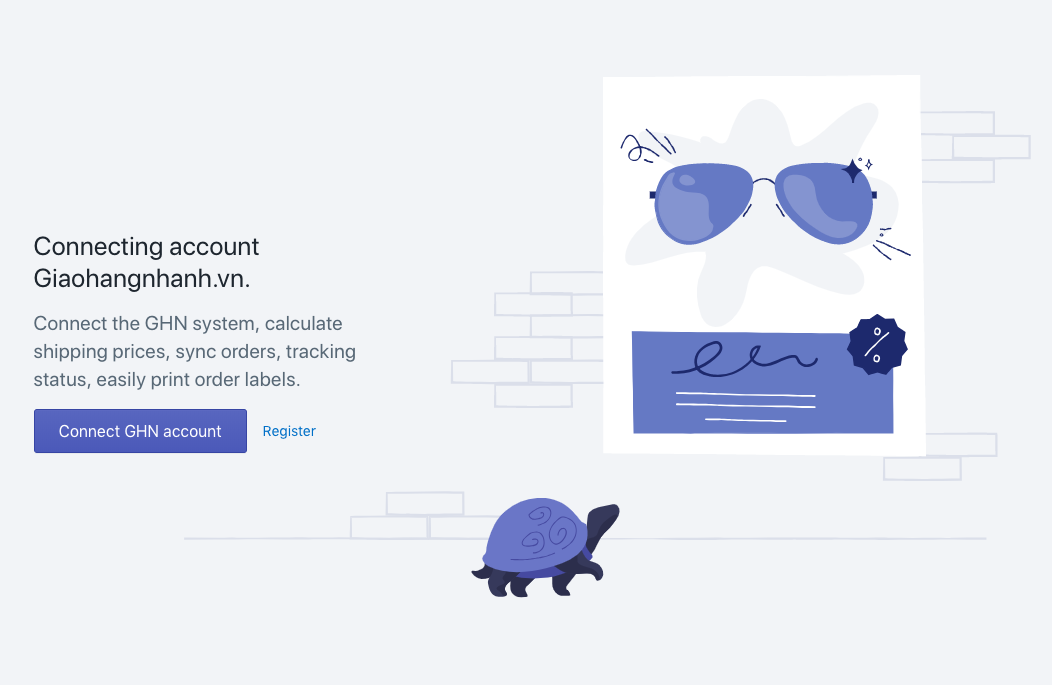 Connecting account
Giaohangnhanh.vn.
Connect the GHN system, calculate
shipping prices, sync orders, tracking
status, easily print order labels.
Connect GHN account
Register
%